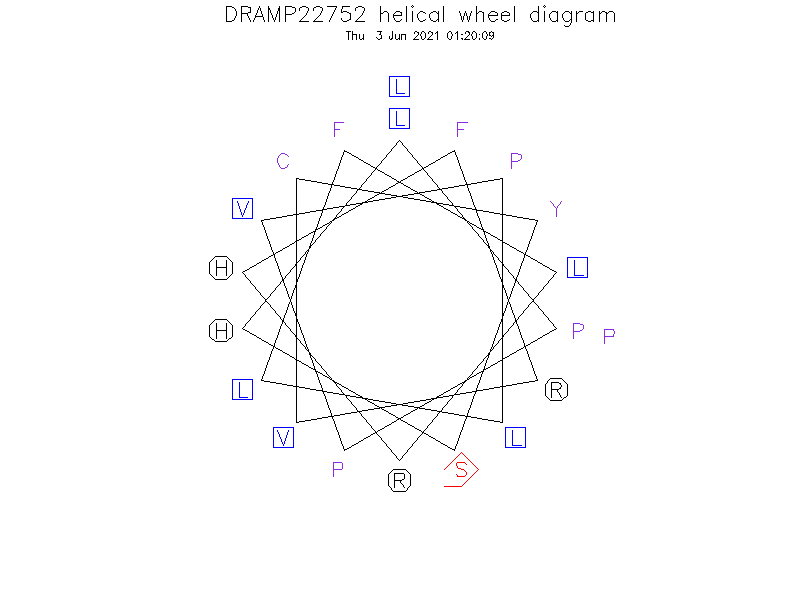 DRAMP22752 helical wheel diagram
Thu 3 Jun 2021 01:20:09
L
L
F F
C P
V Y
H L
H P P
L R
V L
P S
R